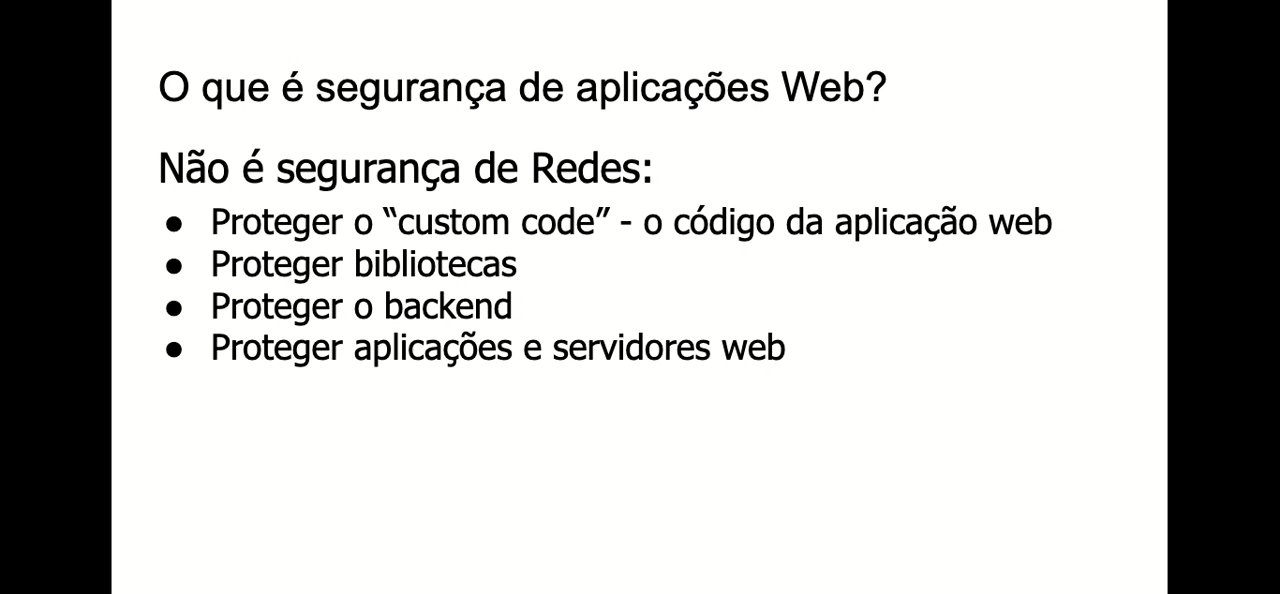 O que é segurança de aplicações Web?
Não é segurança de Redes:
● Proteger o “custom code” - o código da aplicação web
● Proteger bibliotecas
● Proteger o backend
● Proteger aplicações e servidores web